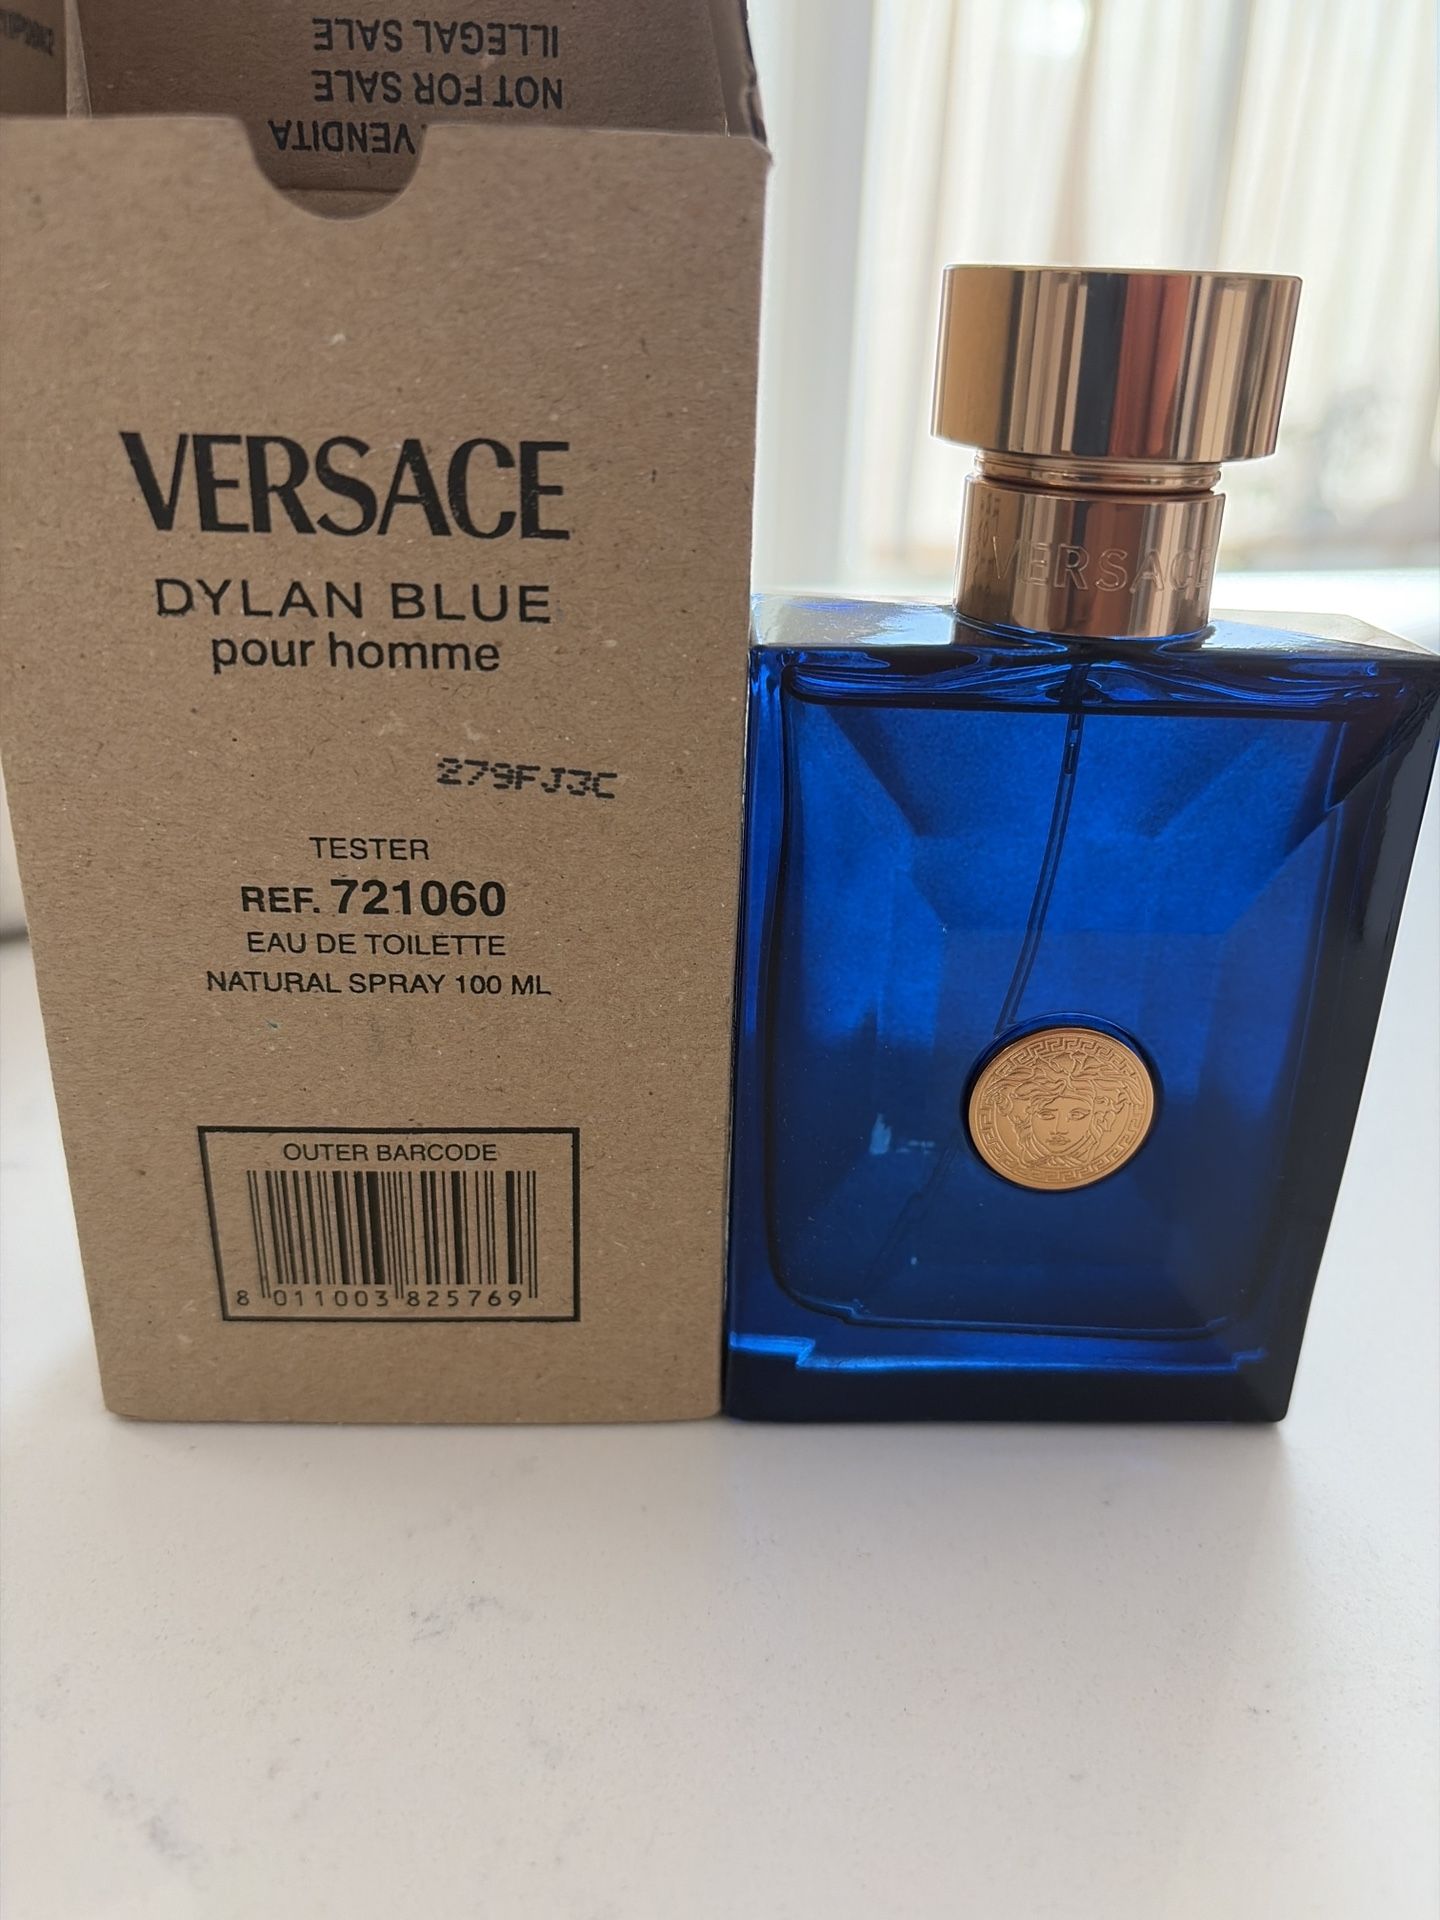 ILLEGAL SALE
NOT FOR SALE
VENDITA
VERSACE
DYLAN BLUE
pour homme
279FJ3C
TESTER
REF. 721060
EAU DE TOILETTE
NATURAL SPRAY 100 ML
OUTER BARCODE
8 011003 825769
VERSACE